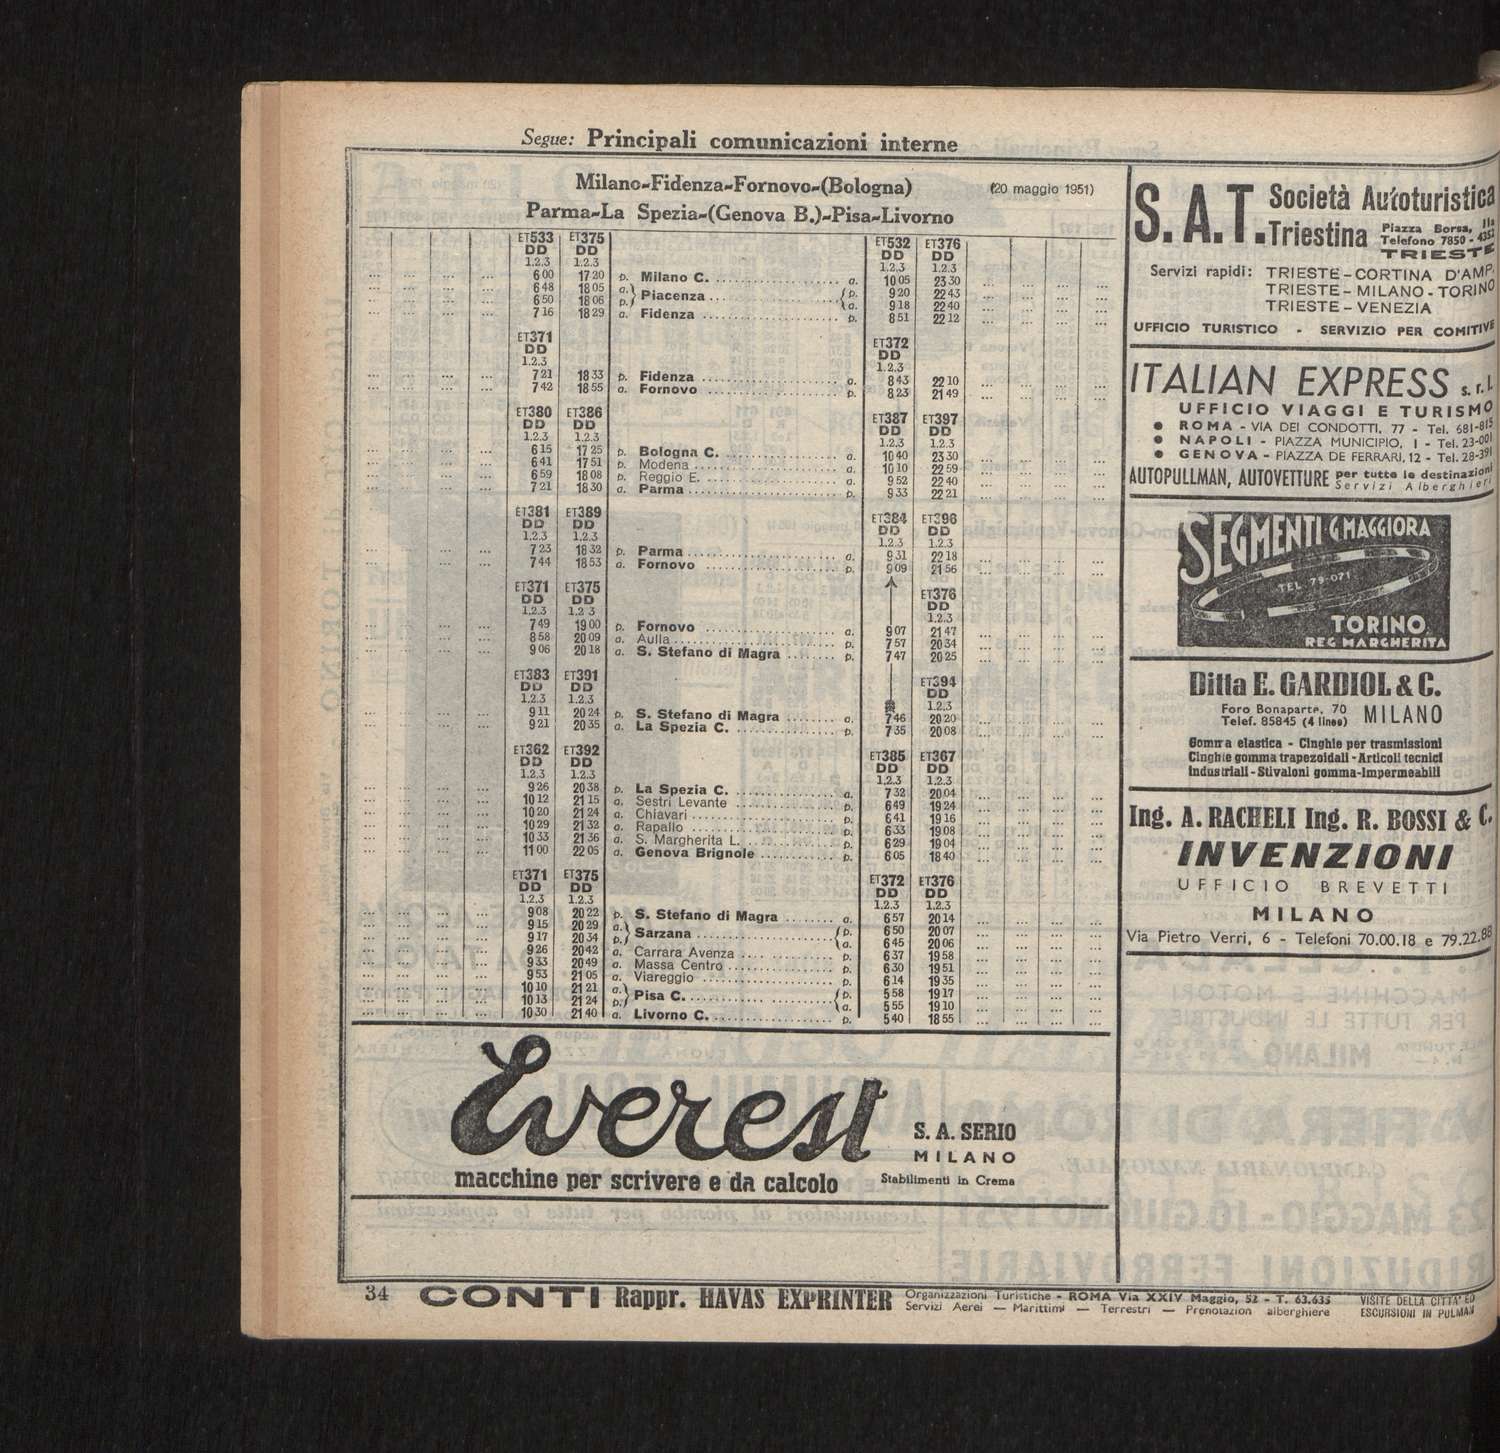 Segue: Principali comunicazioni interne
Milano-Fidenza-Fornovo-(Bologna) (20 maggio 1951)
Parma-La Spezia-(Genova B.)-Pisa-Livorno
ET533 ET375 ET532 ET376
DD DD DD DD
1.2.3 1.2.3 1.2.3 1.2.3
6 00 17 20 p. Milano C. a. 10 05 23 30
6 48 18 05 a. Piacenza p. 9 20 22 43
6 50 18 06 p. a. 9 18 22 40
7 16 18 29 a. Fidenza p. 8 51 22 12
ET371 ET372
DD DD
1.2.3 1.2.3
7 21 18 33 p. Fidenza a. 8 43 22 10
7 42 18 55 a. Fornovo p. 8 23 21 49
ET380 ET386 ET387 ET397
DD DD DD DD
1.2.3 1.2.3 1.2.3 1.2.3
6 15 17 25 p. Bologna C. a. 10 40 23 30
6 41 17 51 p. Modena a. 10 10 22 59
6 59 18 08 p. Reggio E. a. 9 52 22 40
7 21 18 30 a. Parma p. 9 33 22 21
ET381 ET389 ET384 ET396
DD DD DD DD
1.2.3 1.2.3 1.2.3 1.2.3
7 23 18 32 p. Parma a. 9 31 22 18
7 44 18 53 a. Fornovo p. 9 09 21 56
ET371 ET375 ET376
DD DD DD
1.2.3 1.2 3 1.2.3
7 49 19 00 p. Fornovo a. 9 07 21 47
8 58 20 09 a. Aulla p. 7 57 20 34
9 06 20 18 a. S. Stefano di Magra p. 7 47 20 25
ET383 ET391 ET394
DD DD DD
1.2.3 1.2.3 1.2.3
9 11 20 24 p. S. Stefano di Magra a. 7 46 20 20
9 21 20 35 a. La Spezia C. p. 7 35 20 08
ET362 ET392 ET385 ET367
DD DD DD DD
1.2.3 1.2.3 1.2.3 1.2.3
9 26 20 38 p. La Spezia C. a. 7 32 20 04
10 12 21 15 a. Sestri Levante p. 6 49 19 24
10 20 21 24 a. Chiavari p. 6 41 19 16
10 29 21 32 a. Rapallo p. 6 33 19 08
10 33 21 36 a. S. Margherita L. p. 6 29 19 04
11 00 22 05 a. Genova Brignole p. 6 05 18 40
ET371 ET375 ET372 ET376
DD DD DD DD
1.2.3 1.2.3 1.2.3 1.2.3
9 08 20 22 p. S. Stefano di Magra a. 6 57 20 14
9 15 20 29 a. Sarzana p. 6 50 20 07
9 17 20 34 p. a. 6 45 20 06
9 26 20 42 a. Carrara Avenza p. 6 37 19 58
9 33 20 49 a. Massa Centro p. 6 30 19 51
9 53 21 05 a. Viareggio p. 6 14 19 35
10 10 21 21 a. Pisa C. p. 5 58 19 17
10 13 21 24 p. a. 5 55 19 10
10 30 21 40 a. Livorno C. p. 5 40 18 55
Everest
S. A. SERIO
MILANO
macchine per scrivere e da calcolo Stabilimenti in Crema
S.A.T. Società Autoturistica
Triestina
Piazza Borsa, 11a
Telefono 7850 - 4352
TRIESTE
Servizi rapidi: TRIESTE-CORTINA D'AMP.
TRIESTE-MILANO-TORINO
TRIESTE-VENEZIA
UFFICIO TURISTICO - SERVIZIO PER COMITIVE
ITALIAN EXPRESS s. r. l.
UFFICIO VIAGGI E TURISMO
● ROMA - VIA DEI CONDOTTI, 77 - Tel. 681-815
● NAPOLI - PIAZZA MUNICIPIO, 1 - Tel. 23-001
● GENOVA - PIAZZA DE FERRARI, 12 - Tel. 28-391
AUTOPULLMAN, AUTOVETTURE per tutte le destinazioni
Servizi Alberghieri
SEGMENTI G. MAGGIORA
TEL. 79-071
TORINO
REG. MARGHERITA
Ditta E. GARDIOL & C.
Foro Bonaparte, 70
Telef. 85845 (4 linee) MILANO
Gomma elastica - Cinghie per trasmissioni
Cinghie gomma trapezoidali - Articoli tecnici
Industriali - Stivaloni gomma-Impermeabili
Ing. A. RACHELI Ing. R. BOSSI & C.
INVENZIONI
UFFICIO BREVETTI
MILANO
Via Pietro Verri, 6 - Telefoni 70.00.18 e 79.22.88
34 CONTI Rappr. HAVAS EXPRINTER
Organizzazioni Turistiche - ROMA Via XXIV Maggio, 52 - T. 63.635
Servizi Aerei — Marittimi — Terrestri — Prenotazion alberghiere
VISITE DELLA CITTA' ED
ESCURSIONI IN PULMAN